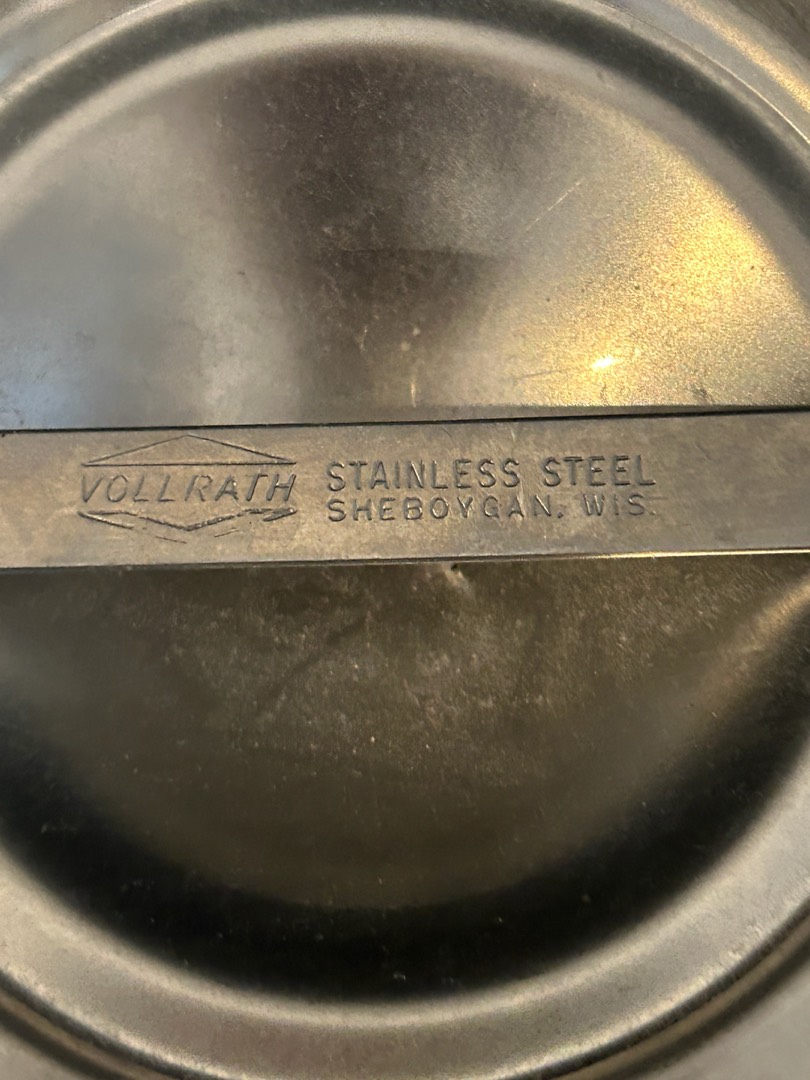 VOLLRATH
STAINLESS STEEL
SHEBOYGAN, WIS.